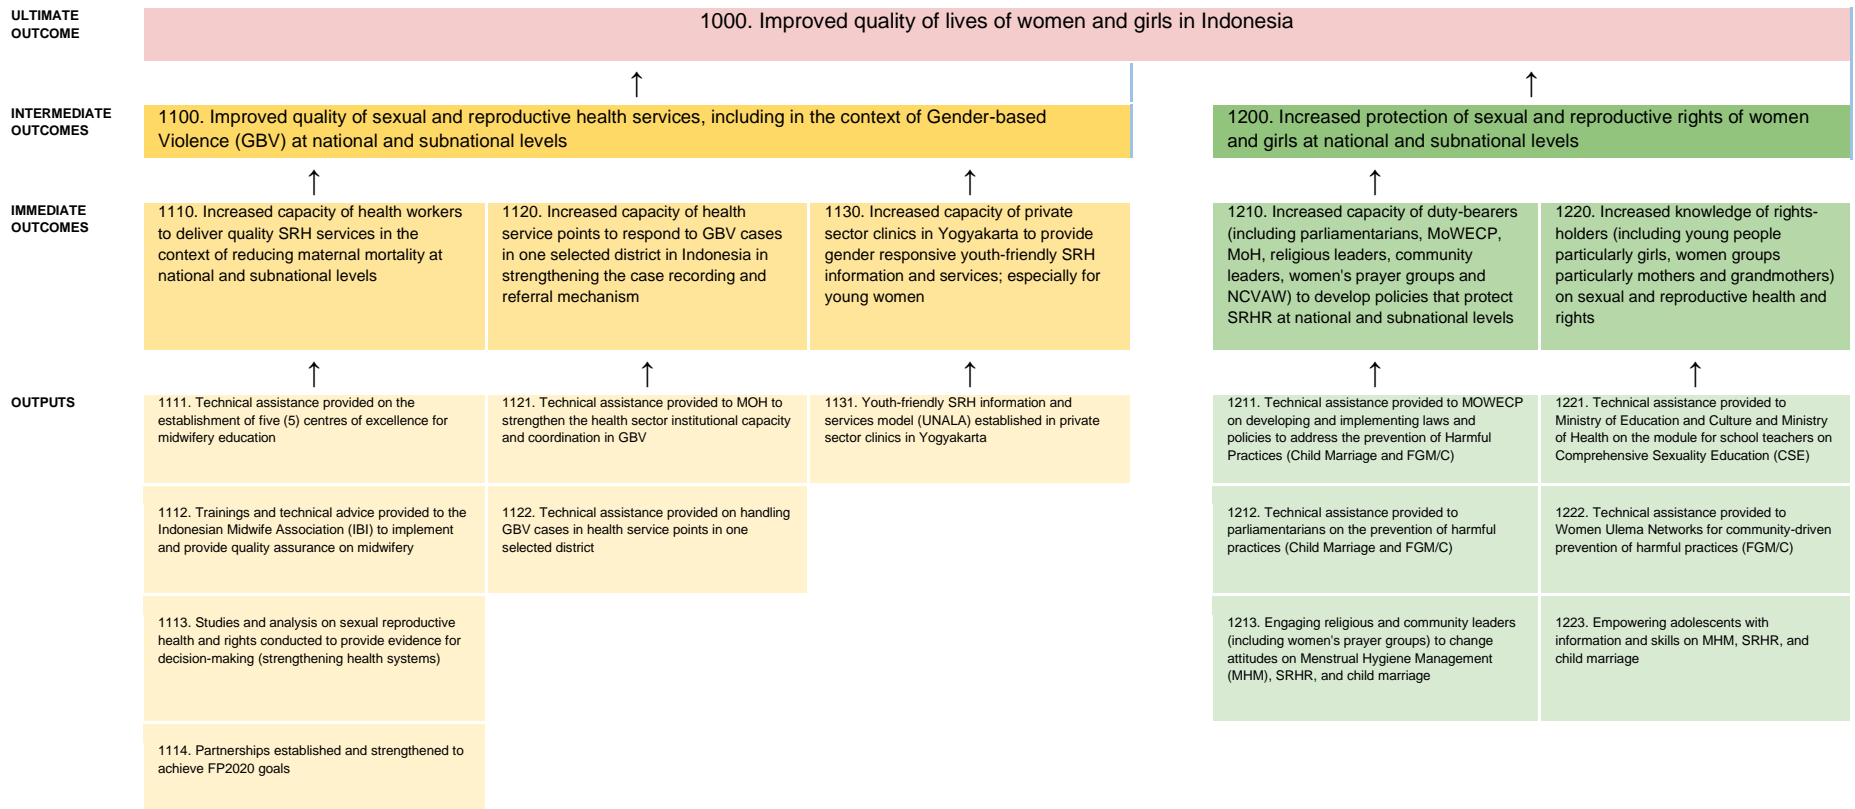 ULTIMATE
OUTCOME
1000. Improved quality of lives of women and girls in Indonesia
↑
↑
INTERMEDIATE
OUTCOMES
1100. Improved quality of sexual and reproductive health services, including in the context of Gender-based
Violence (GBV) at national and subnational levels
1200. Increased protection of sexual and reproductive rights of women
and girls at national and subnational levels
↑
↑
↑
IMMEDIATE
OUTCOMES
1110. Increased capacity of health workers
to deliver quality SRH services in the
context of reducing maternal mortality at
national and subnational levels
1120. Increased capacity of health
service points to respond to GBV cases
in one selected district in Indonesia in
strengthening the case recording and
referral mechanism
1130. Increased capacity of private
sector clinics in Yogyakarta to provide
gender responsive youth-friendly SRH
information and services; especially for
young women
1210. Increased capacity of duty-bearers
(including parliamentarians, MoWECP,
MoH, religious leaders, community
leaders, women's prayer groups and
NCVAW) to develop policies that protect
SRHR at national and subnational levels
1220. Increased knowledge of rights-
holders (including young people
particularly girls, women groups
particularly mothers and grandmothers)
on sexual and reproductive health and
rights
↑
↑
↑
↑
↑
OUTPUTS
1111. Technical assistance provided on the
establishment of five (5) centres of excellence for
midwifery education
1121. Technical assistance provided to MOH to
strengthen the health sector institutional capacity
and coordination in GBV
1131. Youth-friendly SRH information and
services model (UNALA) established in private
sector clinics in Yogyakarta
1211. Technical assistance provided to MOWECP
on developing and implementing laws and
policies to address the prevention of Harmful
Practices (Child Marriage and FGM/C)
1221. Technical assistance provided to
Ministry of Education and Culture and Ministry
of Health on the module for school teachers on
Comprehensive Sexuality Education (CSE)
1112. Trainings and technical advice provided to the
Indonesian Midwife Association (IBI) to implement
and provide quality assurance on midwifery
1122. Technical assistance provided on handling
GBV cases in health service points in one
selected district
1212. Technical assistance provided to
parliamentarians on the prevention of harmful
practices (Child Marriage and FGM/C)
1222. Technical assistance provided to
Women Ulema Networks for community-driven
prevention of harmful practices (FGM/C)
1113. Studies and analysis on sexual reproductive
health and rights conducted to provide evidence for
decision-making (strengthening health systems)
1213. Engaging religious and community leaders
(including women's prayer groups) to change
attitudes on Menstrual Hygiene Management
(MHM), SRHR, and child marriage
1223. Empowering adolescents with
information and skills on MHM, SRHR, and
child marriage
1114. Partnerships established and strengthened to
achieve FP2020 goals